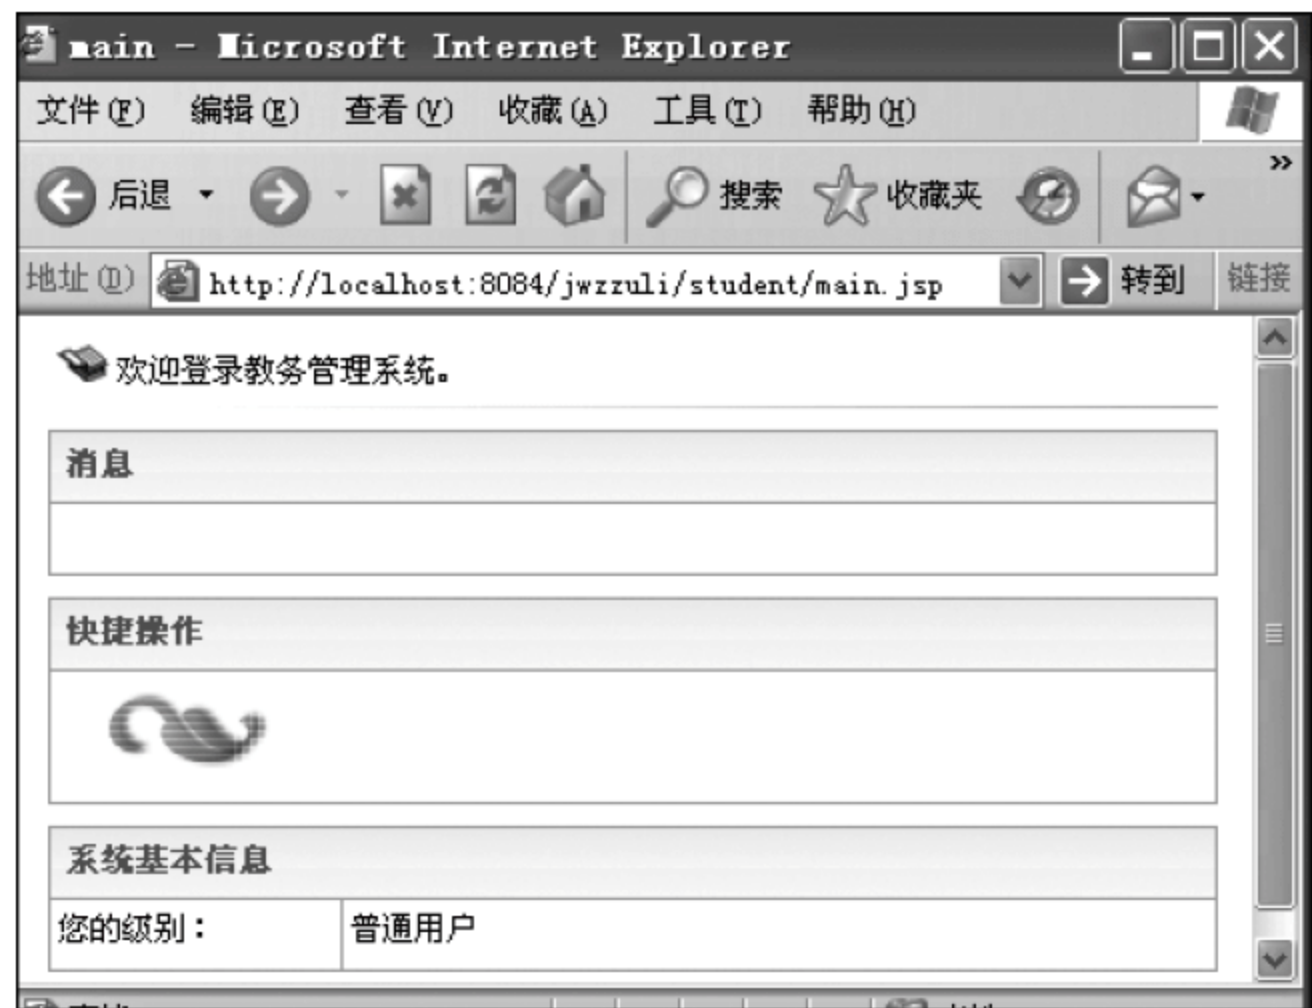 main - Microsoft Internet Explorer
文件(F) 编辑(E) 查看(V) 收藏(A) 工具(T) 帮助(H)
后退 搜索 收藏夹 »
地址(D) http://localhost:8084/jwzzuli/student/main.jsp 转到 链接
欢迎登录教务管理系统。
消息
快捷操作
系统基本信息
您的级别： 普通用户